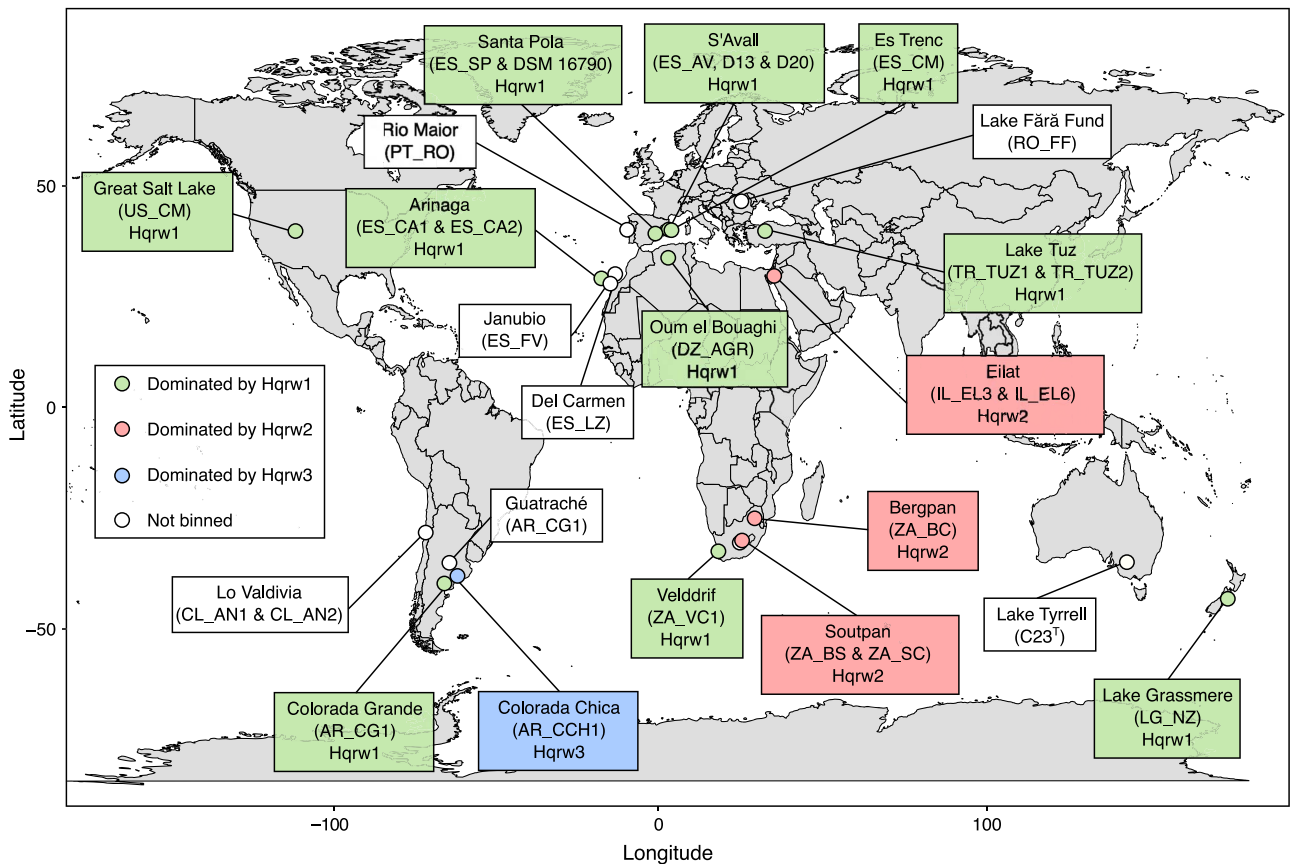 Santa Pola
(ES_SP & DSM 16790)
Hqrw1
S'Avall
(ES_AV, D13 & D20)
Hqrw1
Es Trenc
(ES_CM)
Hqrw1
Rio Maior
(PT_RO)
Lake Fără Fund
(RO_FF)
Great Salt Lake
(US_CM)
Hqrw1
Arinaga
(ES_CA1 & ES_CA2)
Hqrw1
Lake Tuz
(TR_TUZ1 & TR_TUZ2)
Hqrw1
Janubio
(ES_FV)
Oum el Bouaghi
(DZ_AGR)
Hqrw1
Eilat
(IL_EL3 & IL_EL6)
Hqrw2
Del Carmen
(ES_LZ)
Dominated by Hqrw1
Dominated by Hqrw2
Dominated by Hqrw3
Not binned
Guatraché
(AR_CG1)
Bergpan
(ZA_BC)
Hqrw2
Lo Valdivia
(CL_AN1 & CL_AN2)
Velddrif
(ZA_VC1)
Hqrw1
Soutpan
(ZA_BS & ZA_SC)
Hqrw2
Lake Tyrrell
(C23ᵀ)
Colorada Grande
(AR_CG1)
Hqrw1
Colorada Chica
(AR_CCH1)
Hqrw3
Lake Grassmere
(LG_NZ)
Hqrw1
50
0
−50
Latitude
−100
0
100
Longitude